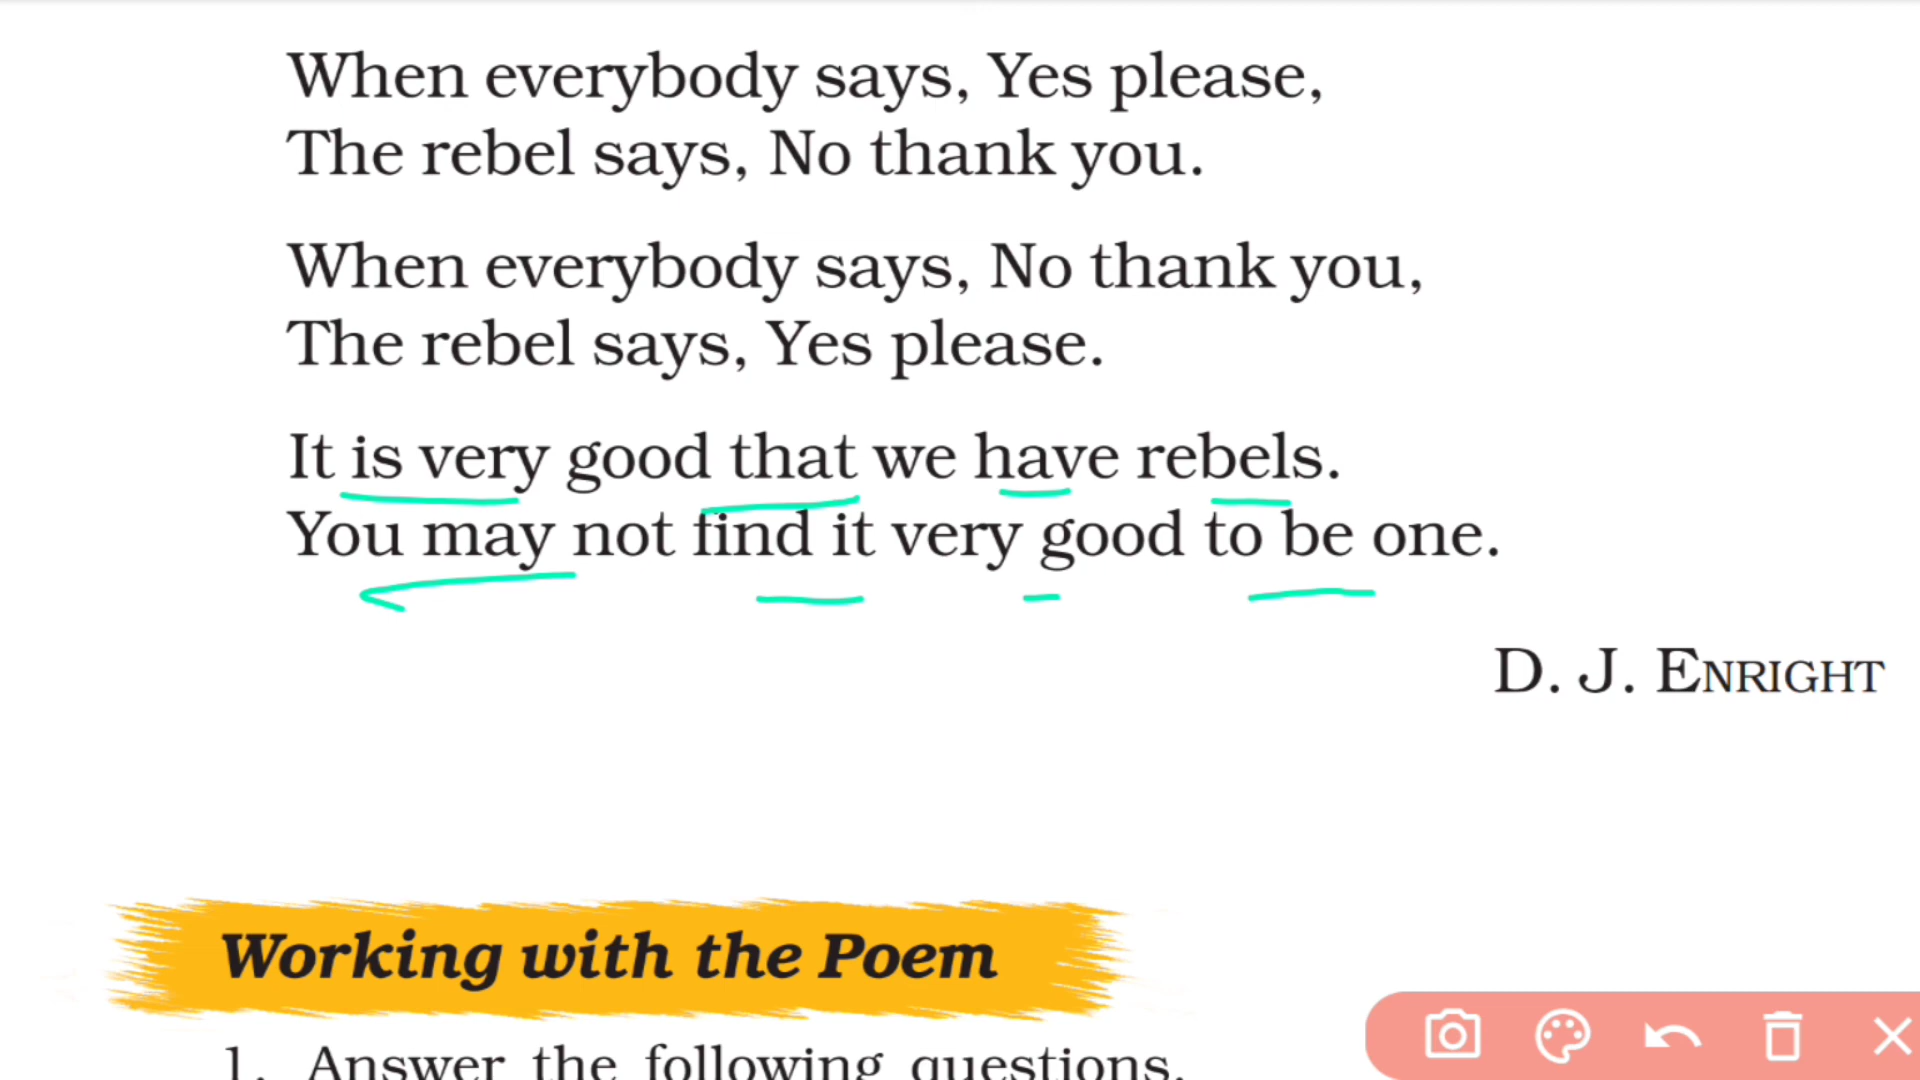 When everybody says, Yes please,
The rebel says, No thank you.
When everybody says, No thank you,
The rebel says, Yes please.
It is very good that we have rebels.
You may not find it very good to be one.
D. J. ENRIGHT
Working with the Poem
1. Answer the following questions.